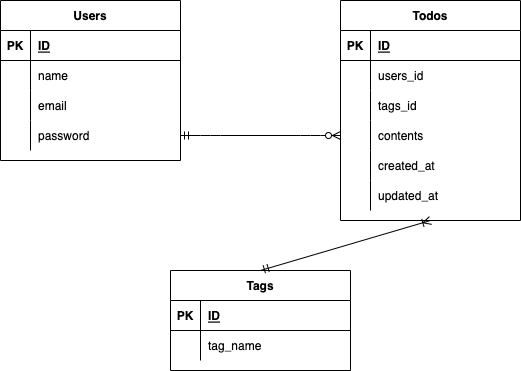 Users
PK ID
name
email
password
Todos
PK ID
users_id
tags_id
contents
created_at
updated_at
Tags
PK ID
tag_name